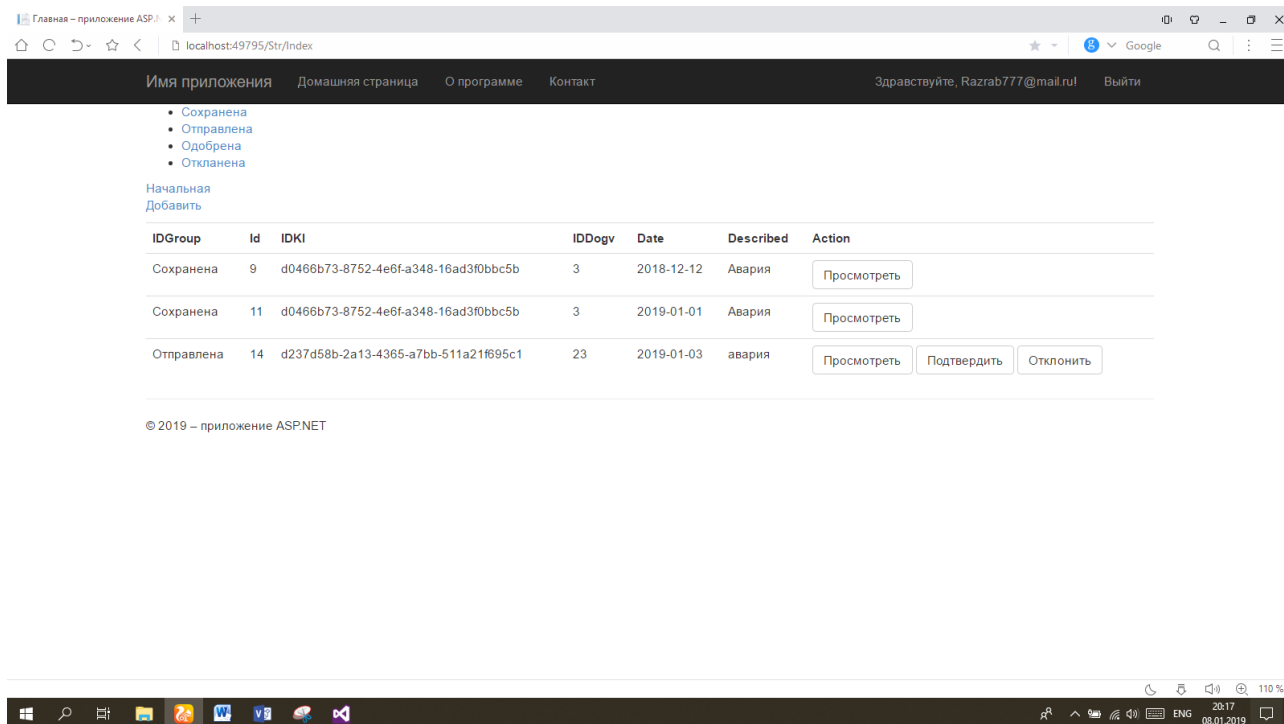 Главная – приложение ASP.N
localhost:49795/Str/Index
Google
Имя приложения Домашняя страница О программе Контакт Здравствуйте, Razrab777@mail.ru! Выйти
Сохранена
Отправлена
Одобрена
Откланена
Начальная
Добавить
IDGroup Id IDKI IDDogv Date Described Action
Сохранена 9 d0466b73-8752-4e6f-a348-16ad3f0bbc5b 3 2018-12-12 Авария Просмотреть
Сохранена 11 d0466b73-8752-4e6f-a348-16ad3f0bbc5b 3 2019-01-01 Авария Просмотреть
Отправлена 14 d237d58b-2a13-4365-a7bb-511a21f695c1 23 2019-01-03 авария Просмотреть Подтвердить Отклонить
© 2019 – приложение ASP.NET
110 %
ENG 20:17
08.01.2019